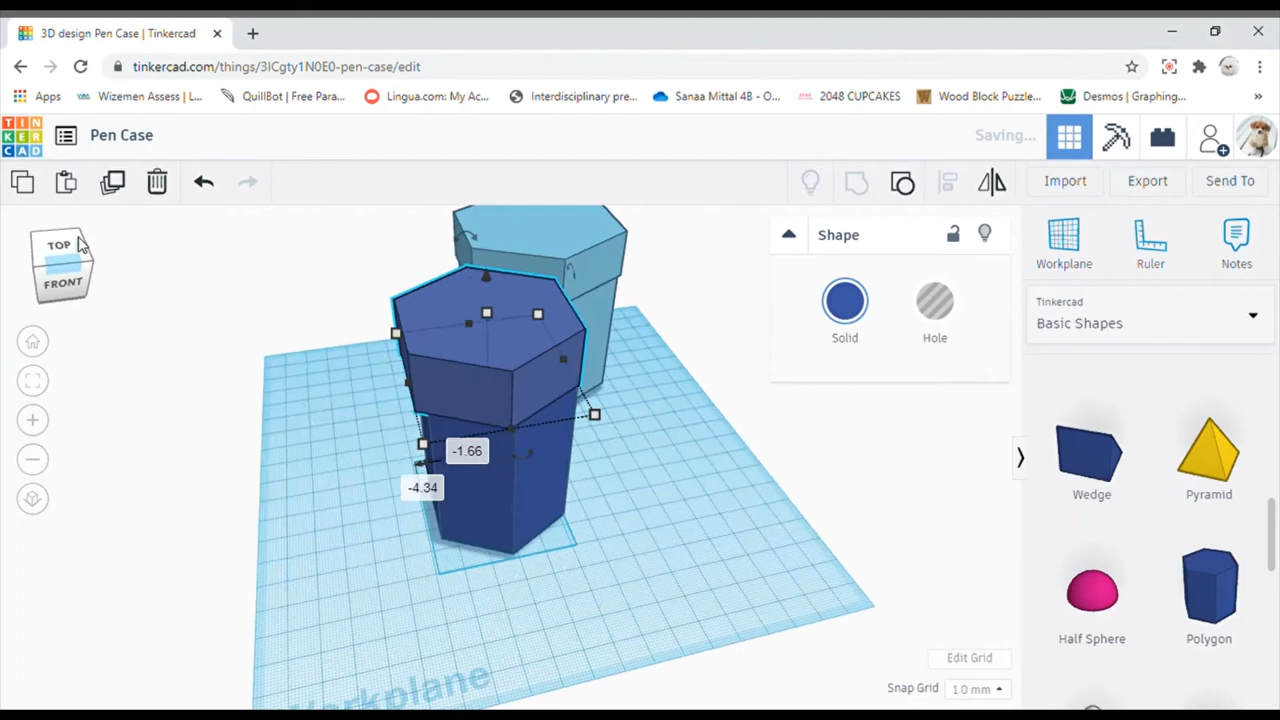 3D design Pen Case | Tinkercad
tinkercad.com/things/3ICgty1N0E0-pen-case/edit
Apps
Wizemen Assess | L...
QuillBot | Free Para...
Lingua.com: My Ac...
Interdisciplinary pre...
Sanaa Mittal 4B - O...
2048 CUPCAKES
Wood Block Puzzle...
Desmos | Graphing...
»
TIN
KER
CAD
Pen Case
Saving...
Import
Export
Send To
TOP
FRONT
Shape
Solid
Hole
Workplane
Ruler
Notes
Tinkercad
Basic Shapes
-1.66
-4.34
Wedge
Pyramid
Half Sphere
Polygon
Workplane
Edit Grid
Snap Grid
1.0 mm